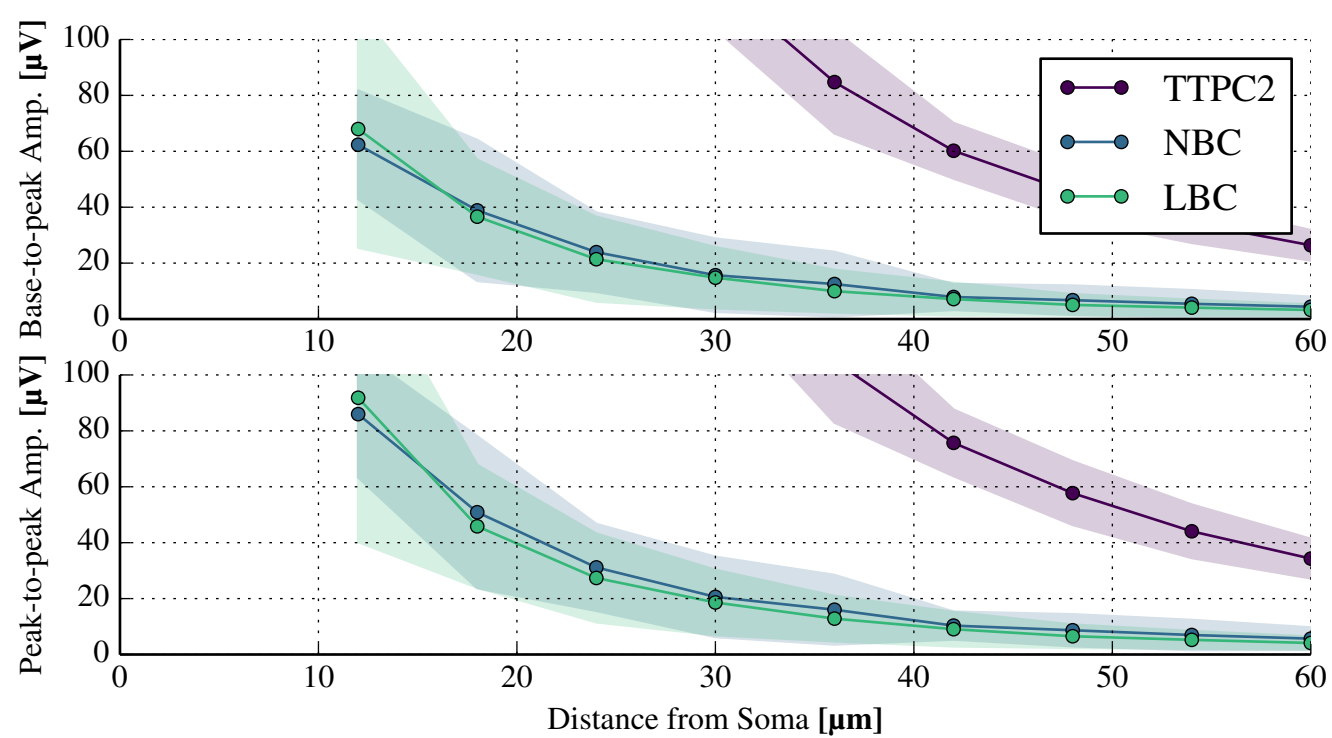 Base-to-peak Amp. [µV]
100
80
60
40
20
0
0 10 20 30 40 50 60
TTPC2
NBC
LBC
Peak-to-peak Amp. [µV]
100
80
60
40
20
0
0 10 20 30 40 50 60
Distance from Soma [µm]